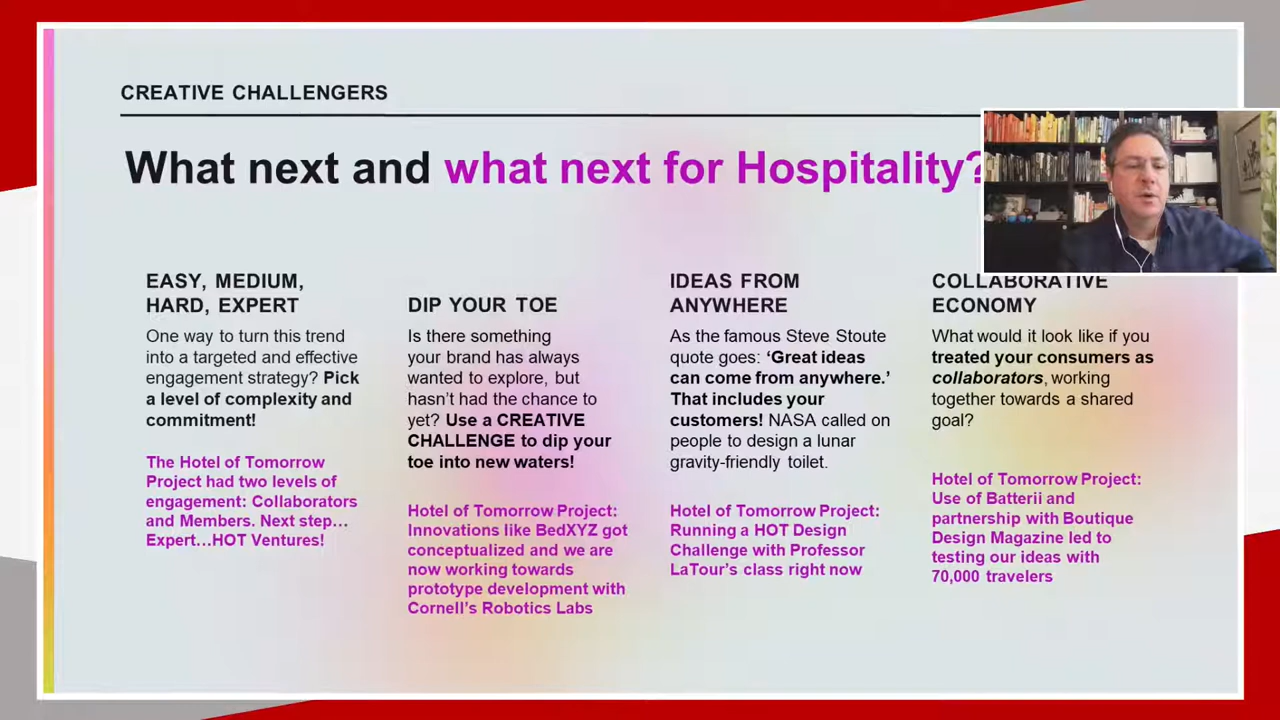 CREATIVE CHALLENGERS
What next and what next for Hospitality?
EASY, MEDIUM,
HARD, EXPERT
One way to turn this trend
into a targeted and effective
engagement strategy? Pick
a level of complexity and
commitment!
The Hotel of Tomorrow
Project had two levels of
engagement: Collaborators
and Members. Next step…
Expert…HOT Ventures!
DIP YOUR TOE
Is there something
your brand has always
wanted to explore, but
hasn't had the chance to
yet? Use a CREATIVE
CHALLENGE to dip your
toe into new waters!
Hotel of Tomorrow Project:
Innovations like BedXYZ got
conceptualized and we are
now working towards
prototype development with
Cornell's Robotics Labs
IDEAS FROM
ANYWHERE
As the famous Steve Stoute
quote goes: 'Great ideas
can come from anywhere.'
That includes your
customers! NASA called on
people to design a lunar
gravity-friendly toilet.
Hotel of Tomorrow Project:
Running a HOT Design
Challenge with Professor
LaTour's class right now
COLLABORATIVE
ECONOMY
What would it look like if you
treated your consumers as
collaborators, working
together towards a shared
goal?
Hotel of Tomorrow Project:
Use of Batterii and
partnership with Boutique
Design Magazine led to
testing our ideas with
70,000 travelers